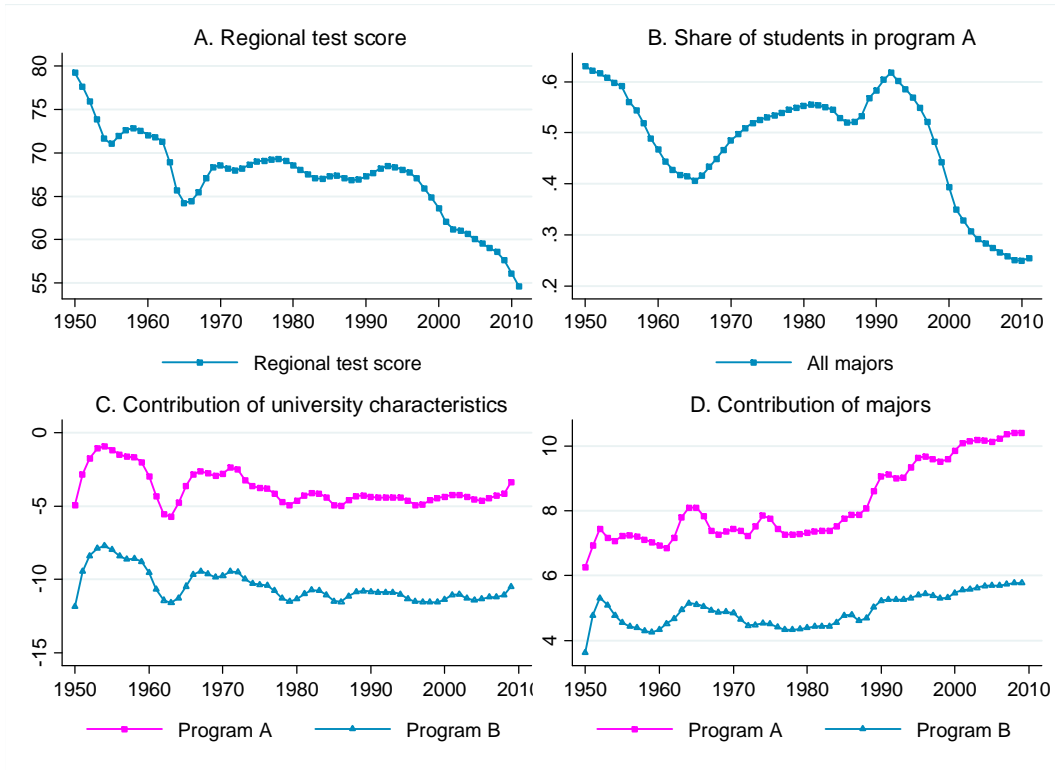 A. Regional test score
80
75
70
65
60
55
1950 1960 1970 1980 1990 2000 2010
Regional test score
B. Share of students in program A
.6
.5
.4
.3
.2
1950 1960 1970 1980 1990 2000 2010
All majors
C. Contribution of university characteristics
0
-5
-10
-15
1950 1960 1970 1980 1990 2000 2010
Program A Program B
D. Contribution of majors
10
8
6
4
1950 1960 1970 1980 1990 2000 2010
Program A Program B